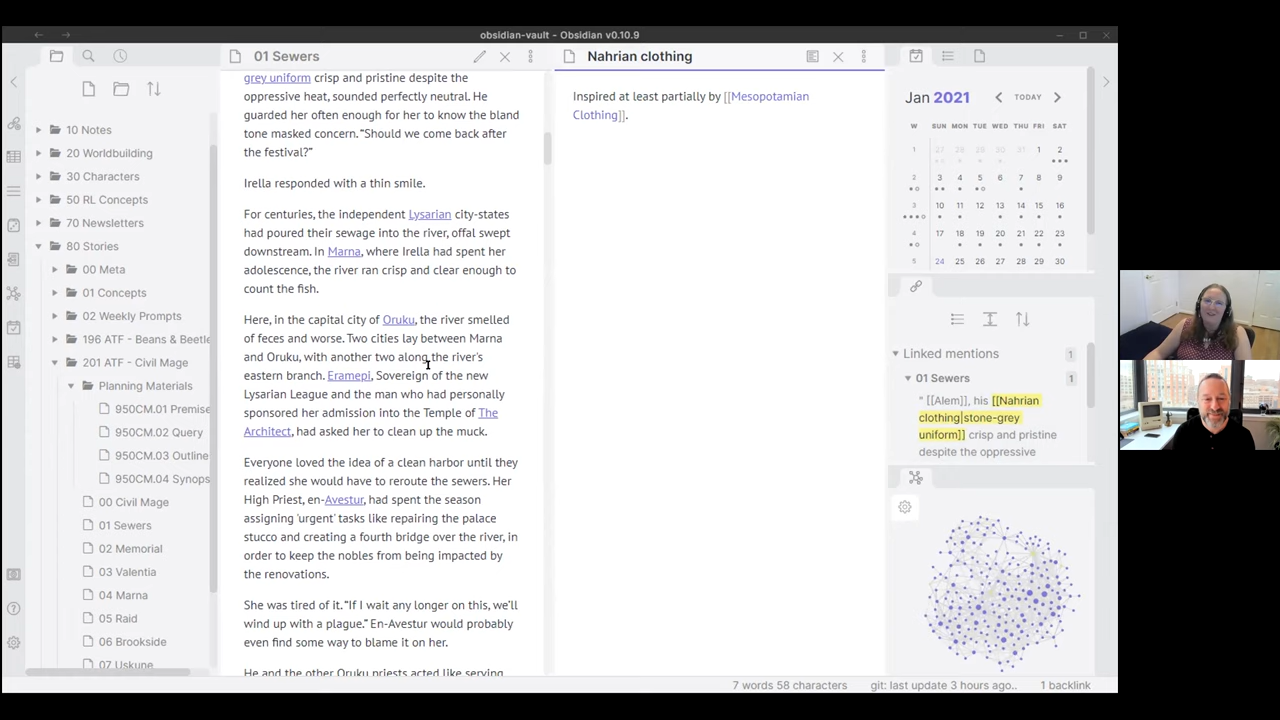 obsidian-vault - Obsidian v0.10.9
10 Notes
20 Worldbuilding
30 Characters
50 RL Concepts
70 Newsletters
80 Stories
00 Meta
01 Concepts
02 Weekly Prompts
196 ATF - Beans & Beetle
201 ATF - Civil Mage
Planning Materials
950CM.01 Premise
950CM.02 Query
950CM.03 Outline
950CM.04 Synops
00 Civil Mage
01 Sewers
02 Memorial
03 Valentia
04 Marna
05 Raid
06 Brookside
07 Uskune
01 Sewers
grey uniform crisp and pristine despite the
oppressive heat, sounded perfectly neutral. He
guarded her often enough for her to know the bland
tone masked concern. “Should we come back after
the festival?”
Irella responded with a thin smile.
For centuries, the independent Lysarian city-states
had poured their sewage into the river, offal swept
downstream. In Marna, where Irella had spent her
adolescence, the river ran crisp and clear enough to
count the fish.
Here, in the capital city of Oruku, the river smelled
of feces and worse. Two cities lay between Marna
and Oruku, with another two along the river's
eastern branch. Eramepi, Sovereign of the new
Lysarian League and the man who had personally
sponsored her admission into the Temple of The
Architect, had asked her to clean up the muck.
Everyone loved the idea of a clean harbor until they
realized she would have to reroute the sewers. Her
High Priest, en-Avestur, had spent the season
assigning 'urgent' tasks like repairing the palace
stucco and creating a fourth bridge over the river, in
order to keep the nobles from being impacted by
the renovations.
She was tired of it. “If I wait any longer on this, we'll
wind up with a plague.” En-Avestur would probably
even find some way to blame it on her.
He and the other Oruku priests acted like serving
Nahrian clothing
Inspired at least partially by [[Mesopotamian
Clothing]].
Jan 2021
TODAY
W SUN MON TUE WED THU FRI SAT
1 27 28 29 30 31 1 2
2 3 4 5 6 7 8 9
3 10 11 12 13 14 15 16
4 17 18 19 20 21 22 23
5 24 25 26 27 28 29 30
Linked mentions 1
01 Sewers 1
" [[Alem]], his [[Nahrian
clothing|stone-grey
uniform]] crisp and pristine
despite the oppressive
7 words 58 characters git: last update 3 hours ago.. 1 backlink